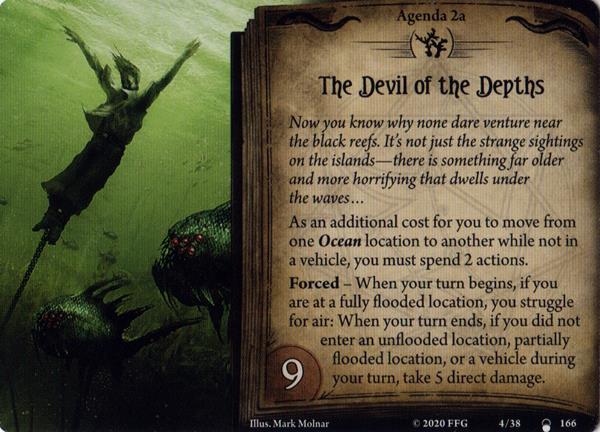 Agenda 2a
The Devil of the Depths
Now you know why none dare venture near
the black reefs. It's not just the strange sightings
on the islands—there is something far older
and more horrifying that dwells under
the waves…
As an additional cost for you to move from
one Ocean location to another while not in
a vehicle, you must spend 2 actions.
Forced – When your turn begins, if you
are at a fully flooded location, you struggle
for air: When your turn ends, if you did not
enter an unflooded location, partially
flooded location, or a vehicle during
your turn, take 5 direct damage.
9
Illus. Mark Molnar © 2020 FFG 4/38 166